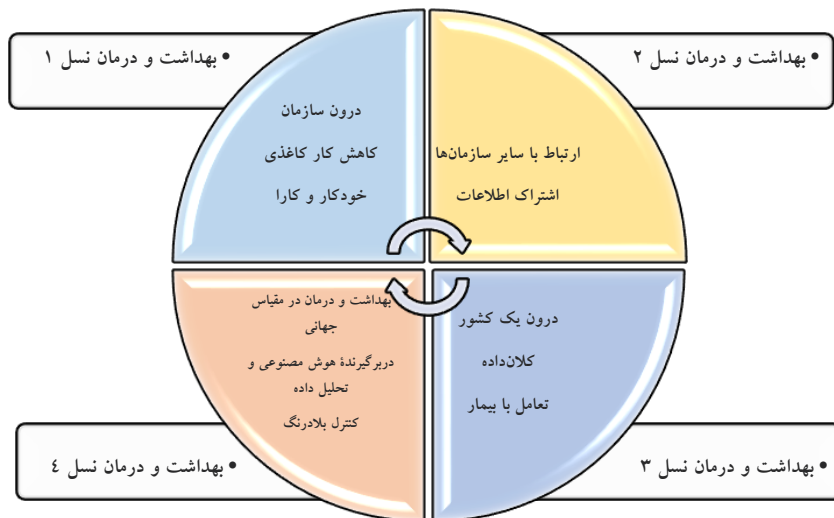 • بهداشت و درمان نسل ۱
درون سازمان
کاهش کار کاغذی
خودکار و کارا
• بهداشت و درمان نسل ۲
ارتباط با سایر سازمان‌ها
اشتراک اطلاعات
• بهداشت و درمان نسل ۳
درون یک کشور
کلان‌داده
تعامل با بیمار
• بهداشت و درمان نسل ٤
بهداشت و درمان در مقیاس
جهانی
دربرگیرندهٔ هوش مصنوعی و
تحلیل داده
کنترل بلادرنگ